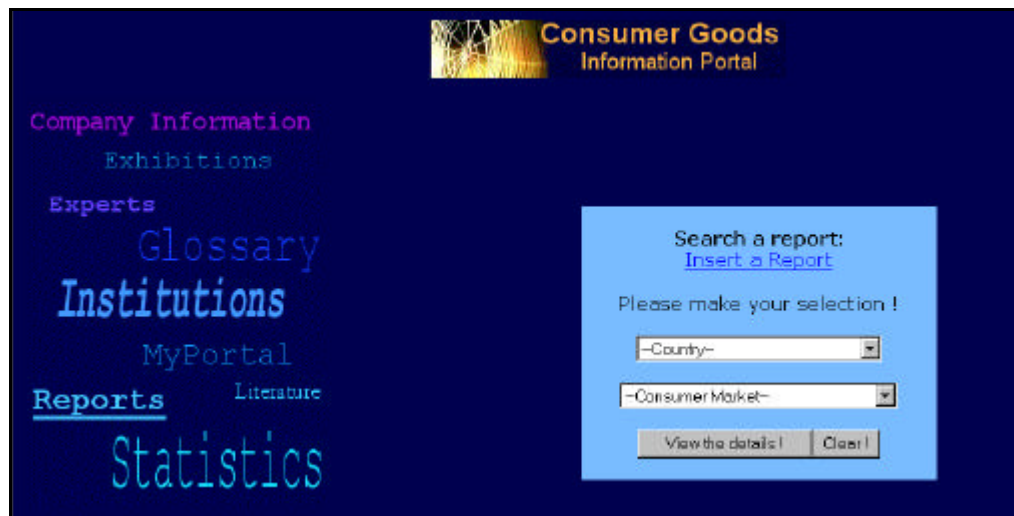 Consumer Goods
Information Portal
Company Information
Exhibitions
Experts
Glossary
Institutions
MyPortal
Reports
Literature
Statistics
Search a report:
Insert a Report
Please make your selection !
--Country--
--Consumer Market--
View the details !
Clear !